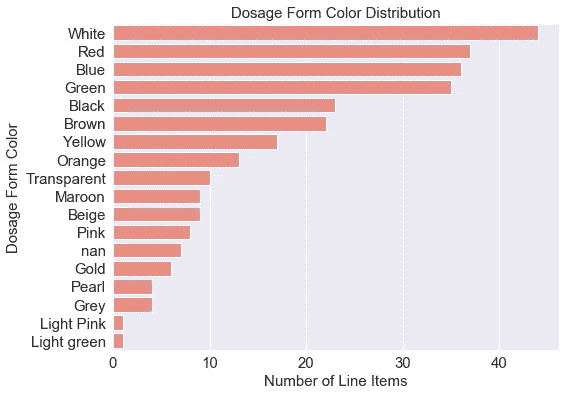 Dosage Form Color Distribution
White
Red
Blue
Green
Black
Brown
Yellow
Orange
Transparent
Maroon
Beige
Pink
nan
Gold
Pearl
Grey
Light Pink
Light green
Dosage Form Color
0 10 20 30 40
Number of Line Items